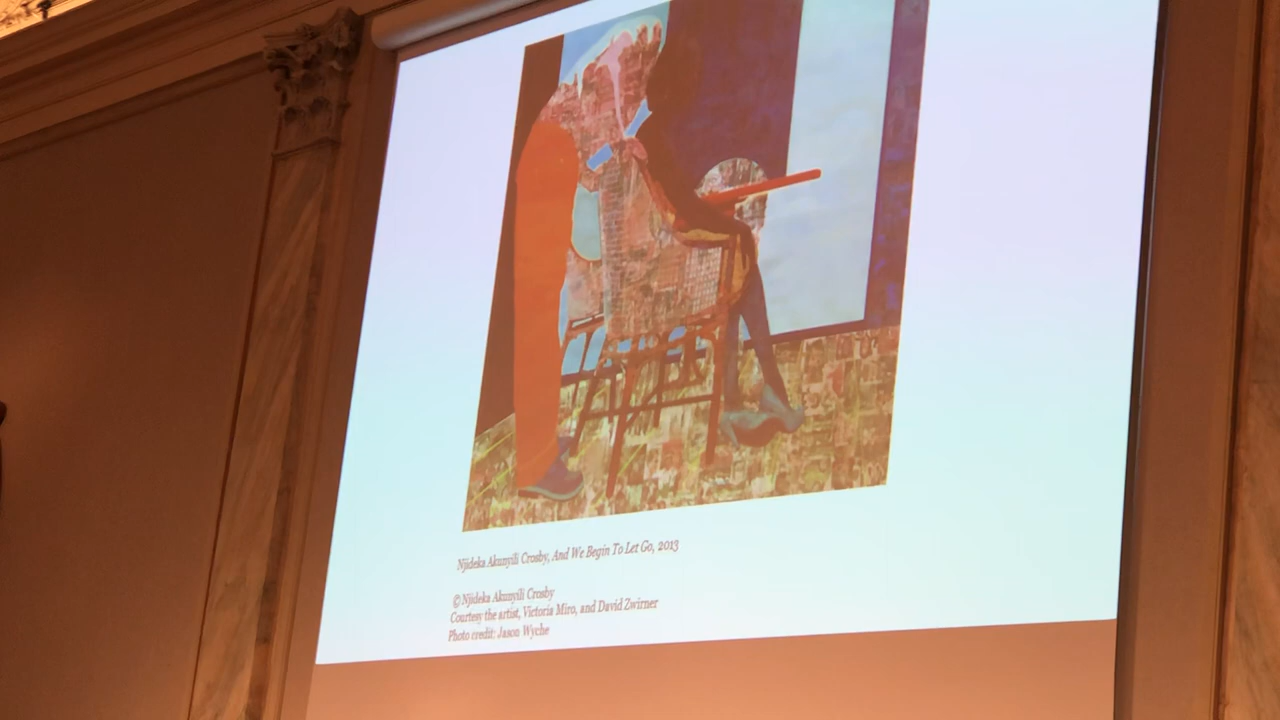 Njideka Akunyili Crosby, And We Begin To Let Go, 2013
© Njideka Akunyili Crosby
Courtesy the artist, Victoria Miro, and David Zwirner
Photo credit: Jason Wyche